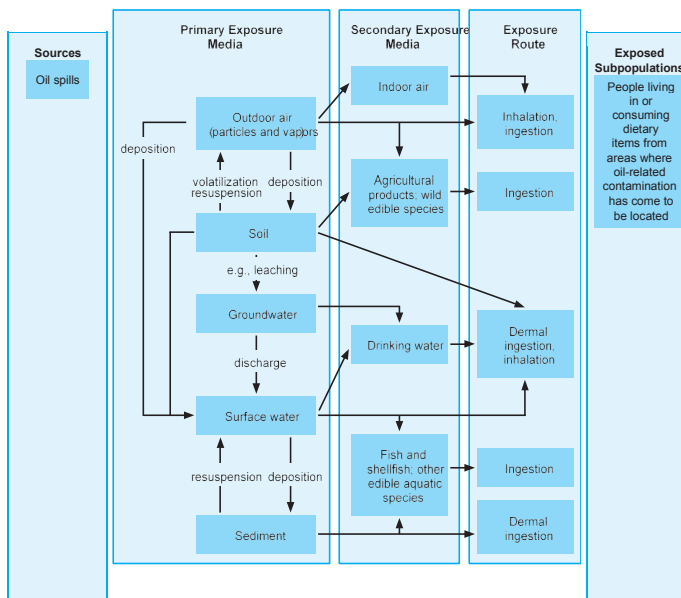 Sources
Oil spills
Primary Exposure
Media
Outdoor air
(particles and vap)ors
deposition
volatilization
resuspension
deposition
Soil
e.g., leaching
Groundwater
discharge
Surface water
resuspension
deposition
Sediment
Secondary Exposure
Media
Indoor air
Agricultural
products; wild
edible species
Drinking water
Fish and
shellfish; other
edible aquatic
species
Exposure
Route
Inhalation,
ingestion
Ingestion
Dermal
ingestion,
inhalation
Ingestion
Dermal
ingestion
Exposed
Subpopulations
People living
in or
consuming
dietary
items from
areas where
oil-related
contamination
has come to
be located